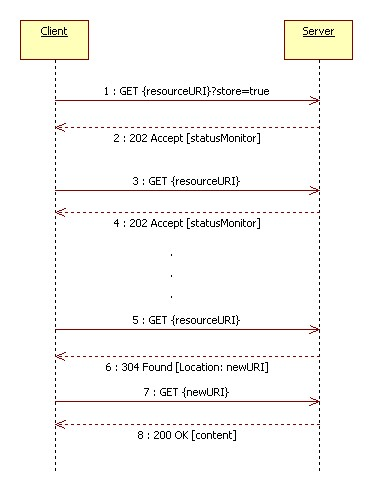 Client
Server
1 : GET {resourceURI}?store=true
2 : 202 Accept [statusMonitor]
3 : GET {resourceURI}
4 : 202 Accept [statusMonitor]
.
.
.
5 : GET {resourceURI}
6 : 304 Found [Location: newURI]
7 : GET {newURI}
8 : 200 OK [content]